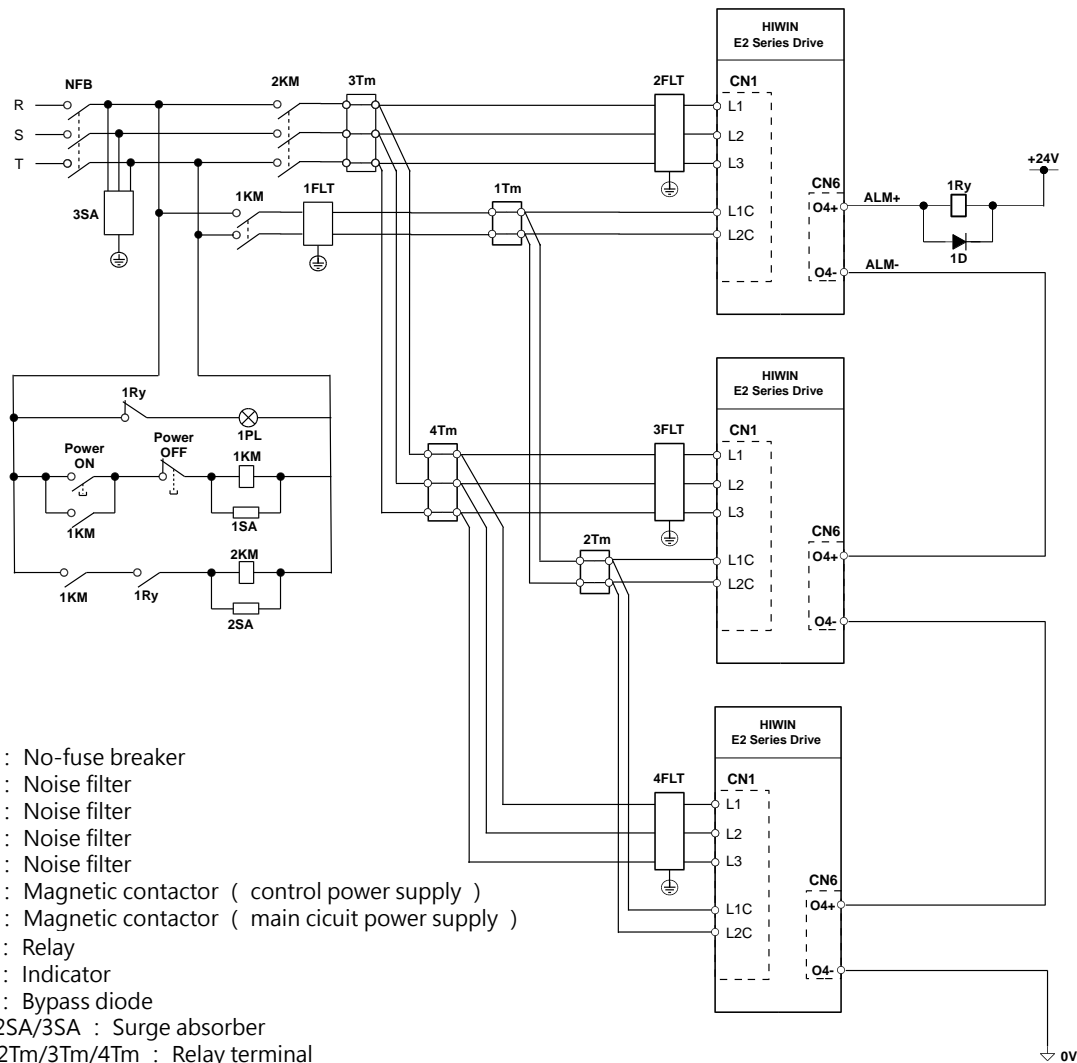 HIWIN
E2 Series Drive
NFB
2KM
3Tm
2FLT
CN1
R
L1
S
L2
T
L3
+24V
3SA
1KM
1FLT
1Tm
CN6
1Ry
L1C
O4+
ALM+
L2C
1D
O4-
ALM-
HIWIN
E2 Series Drive
1Ry
1PL
4Tm
3FLT
CN1
Power
ON
Power
OFF
1KM
L1
L2
1KM
1SA
L3
2Tm
CN6
2KM
L1C
O4+
1KM
1Ry
L2C
2SA
O4-
HIWIN
E2 Series Drive
: No-fuse breaker
4FLT
CN1
: Noise filter
L1
: Noise filter
: Noise filter
L2
: Noise filter
L3
: Magnetic contactor ( control power supply )
CN6
: Magnetic contactor ( main cicuit power supply )
L1C
O4+
: Relay
L2C
: Indicator
O4-
: Bypass diode
2SA/3SA : Surge absorber
2Tm/3Tm/4Tm : Relay terminal
0V